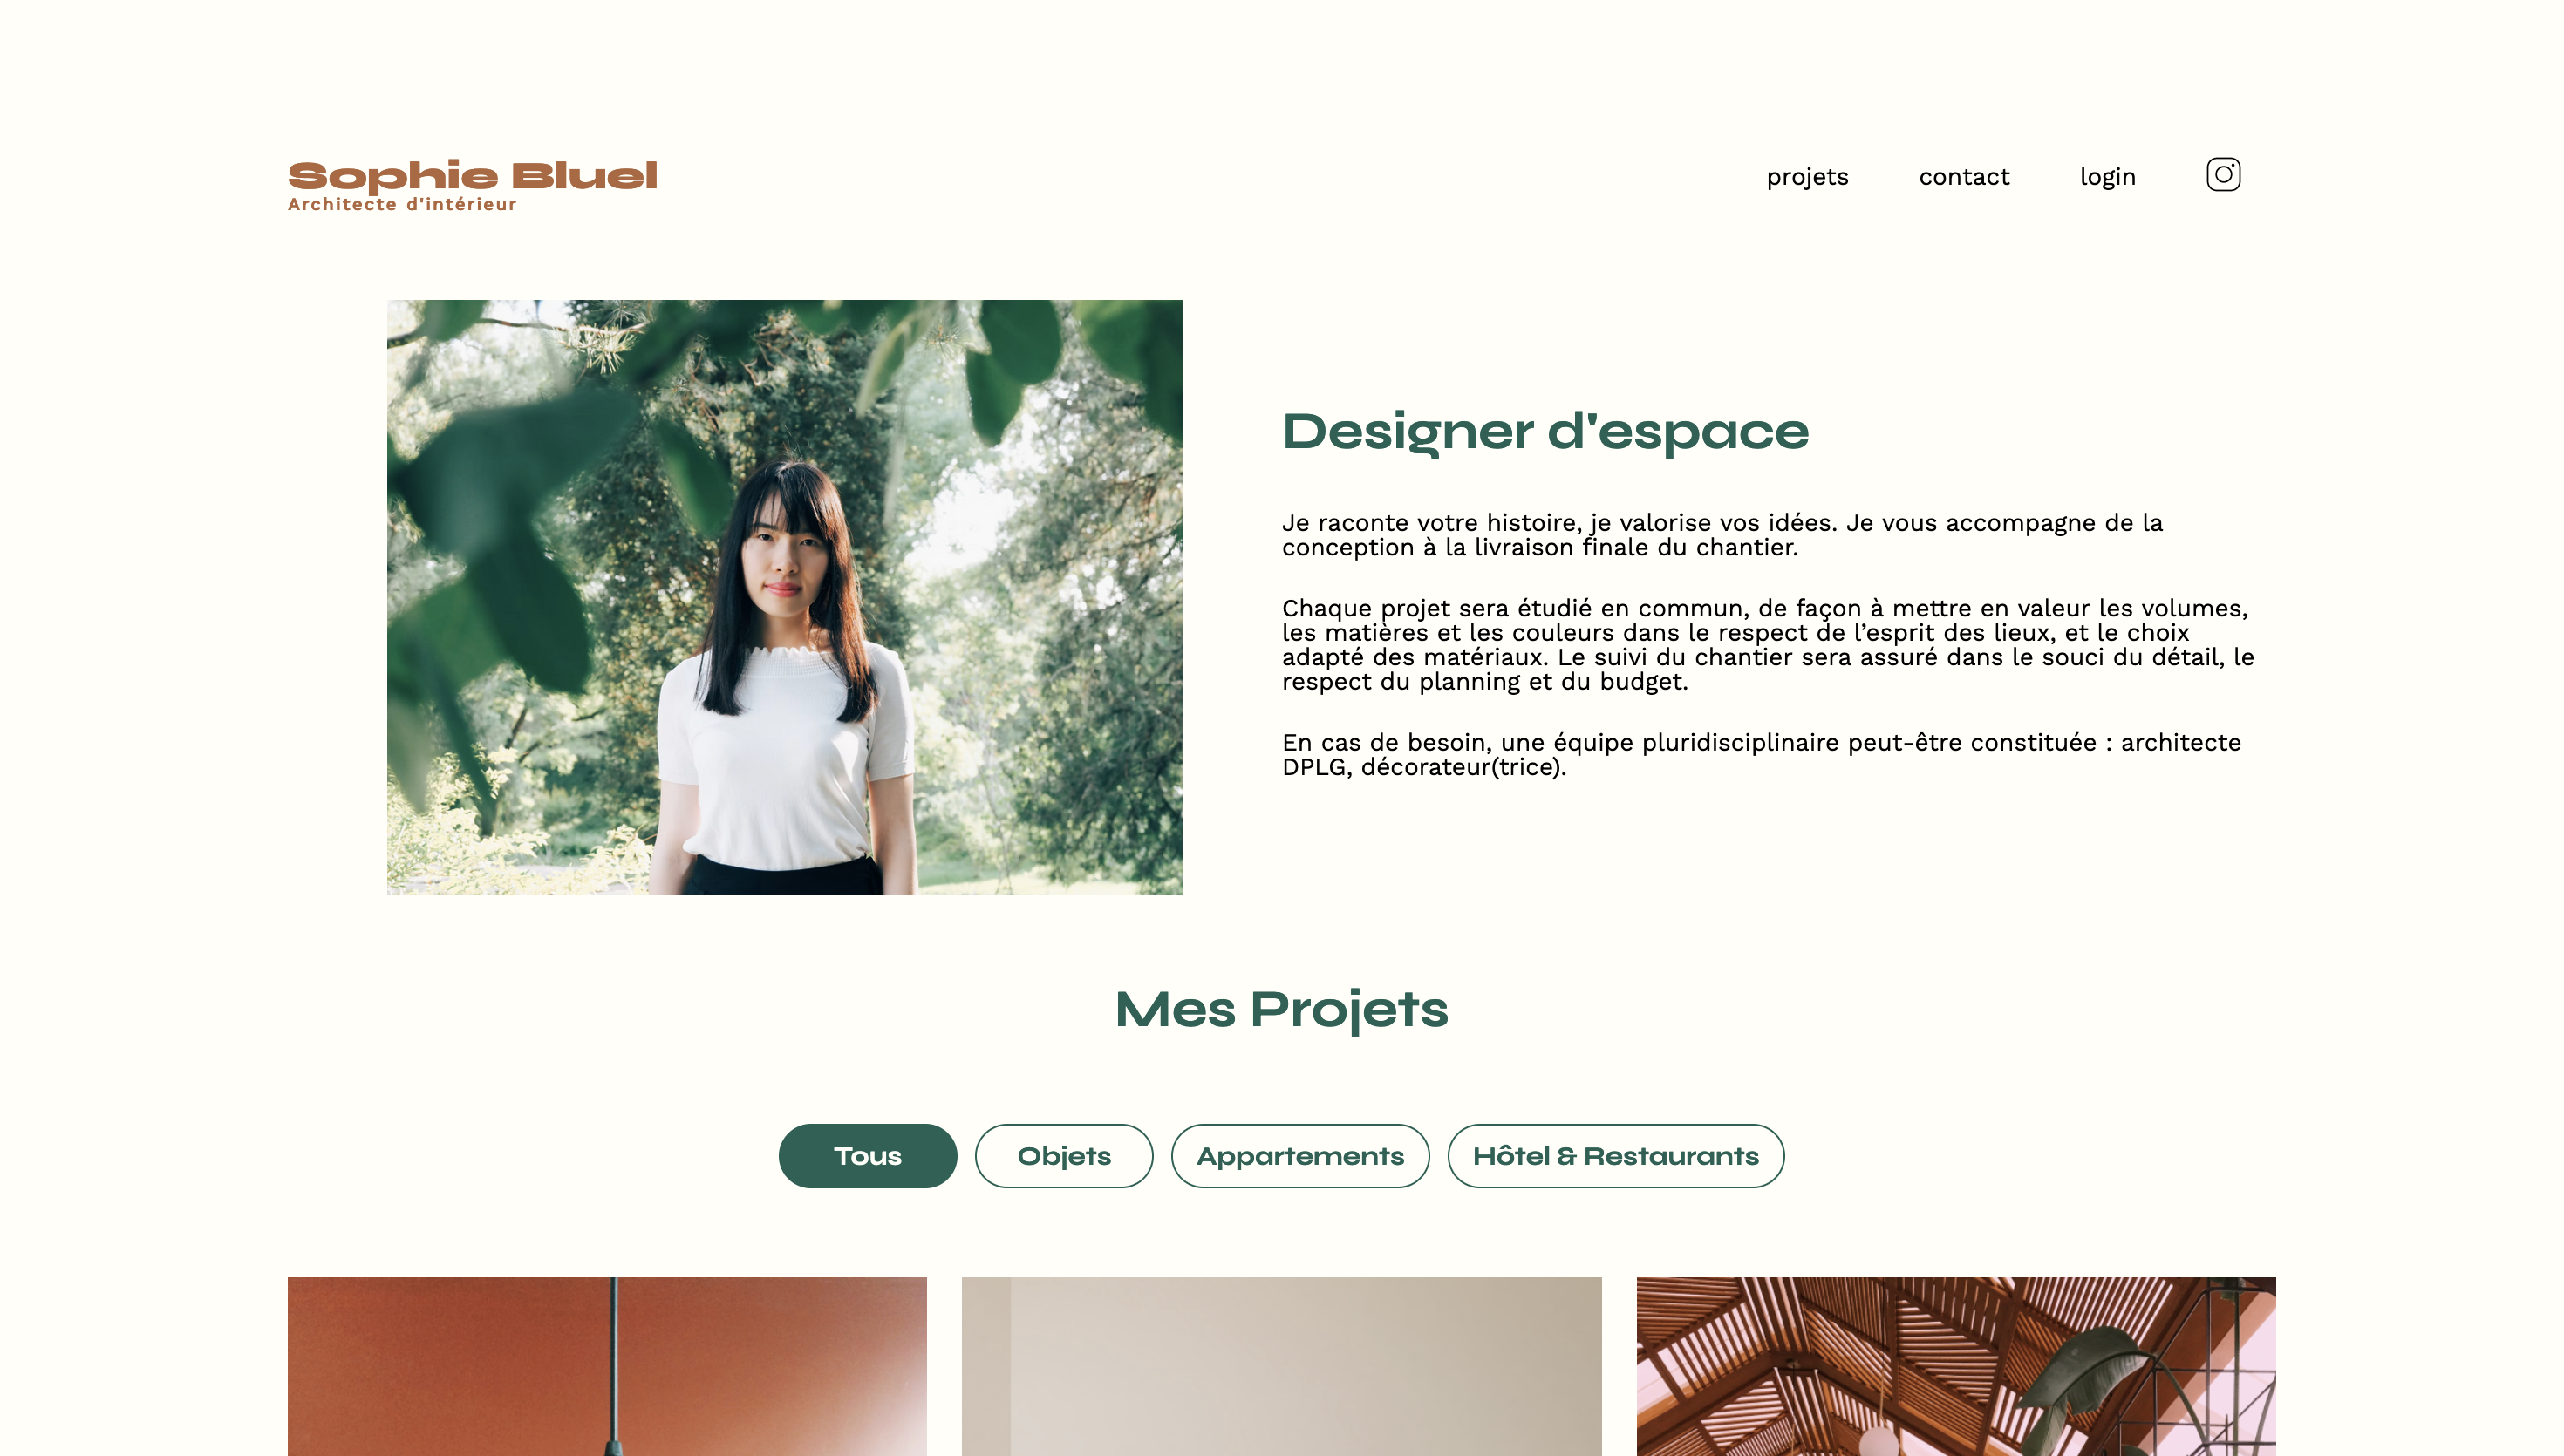 Sophie Bluel
Architecte d'intérieur
projets
contact
login
Designer d'espace
Je raconte votre histoire, je valorise vos idées. Je vous accompagne de la
conception à la livraison finale du chantier.
Chaque projet sera étudié en commun, de façon à mettre en valeur les volumes,
les matières et les couleurs dans le respect de l’esprit des lieux, et le choix
adapté des matériaux. Le suivi du chantier sera assuré dans le souci du détail, le
respect du planning et du budget.
En cas de besoin, une équipe pluridisciplinaire peut-être constituée : architecte
DPLG, décorateur(trice).
Mes Projets
Tous
Objets
Appartements
Hôtel & Restaurants